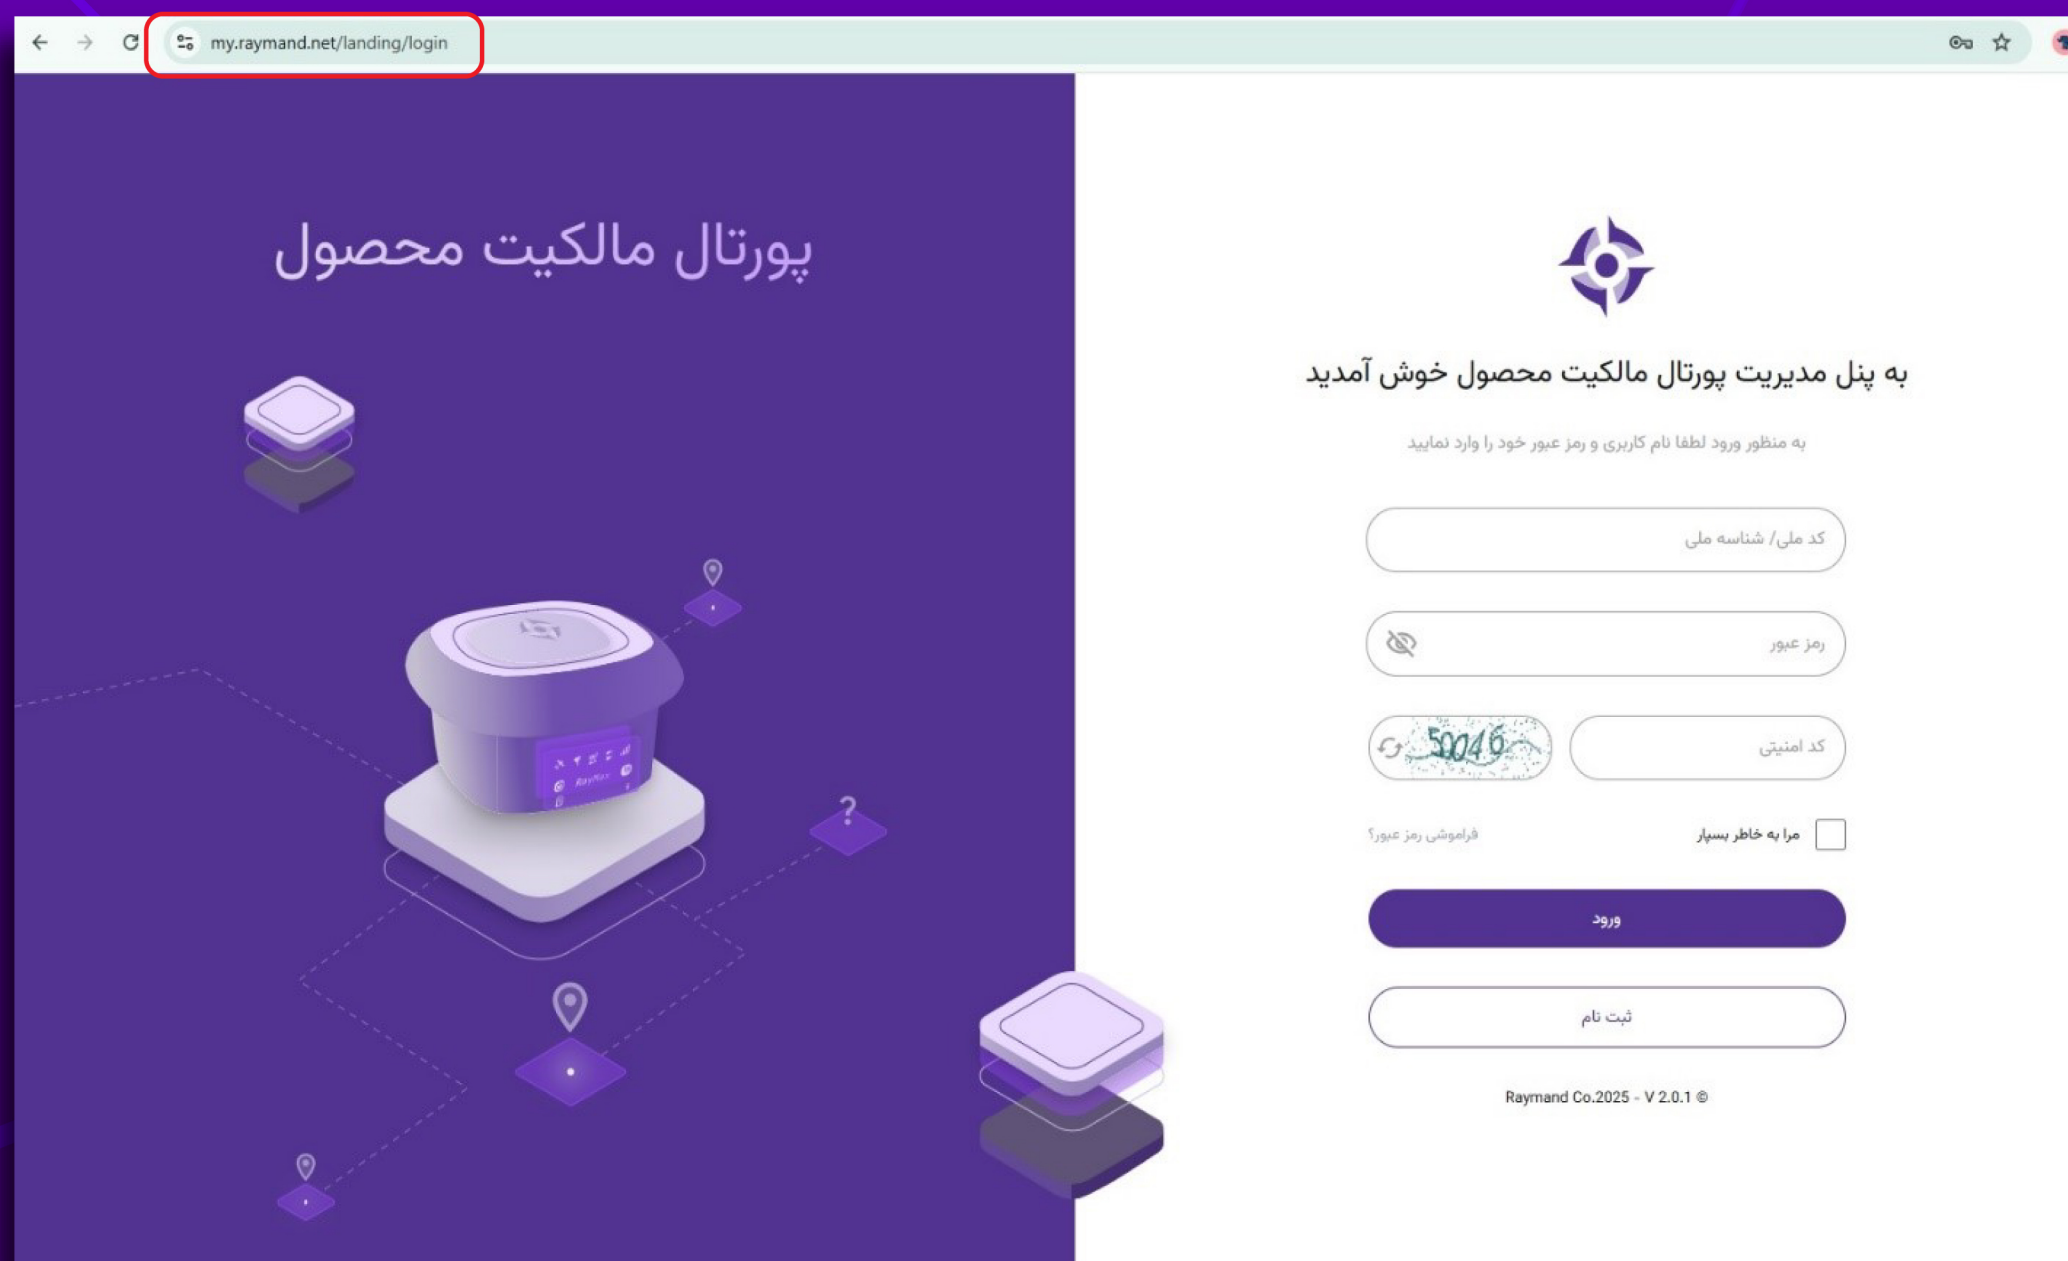 my.raymand.net/landing/login
پورتال مالکیت محصول
به پنل مدیریت پورتال مالکیت محصول خوش آمدید
به منظور ورود لطفا نام کاربری و رمز عبور خود را وارد نمایید
کد ملی/ شناسه ملی
رمز عبور
کد امنیتی
50046
مرا به خاطر بسپار
فراموشی رمز عبور؟
ورود
ثبت نام
Raymand Co.2025 - V 2.0.1 ©
?